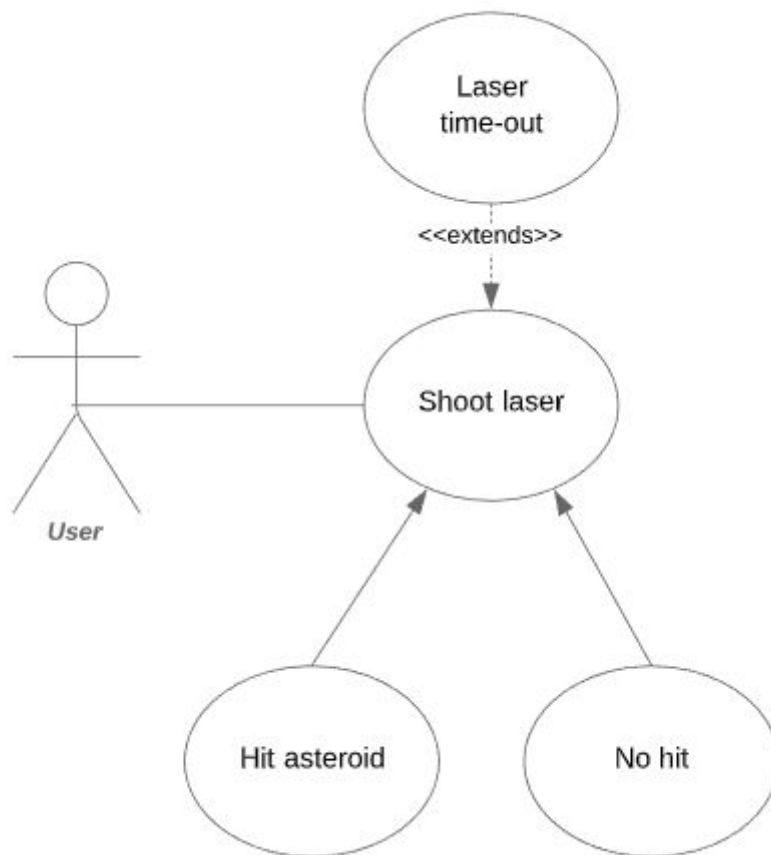 Laser
time-out
<<extends>>
Shoot laser
User
Hit asteroid
No hit